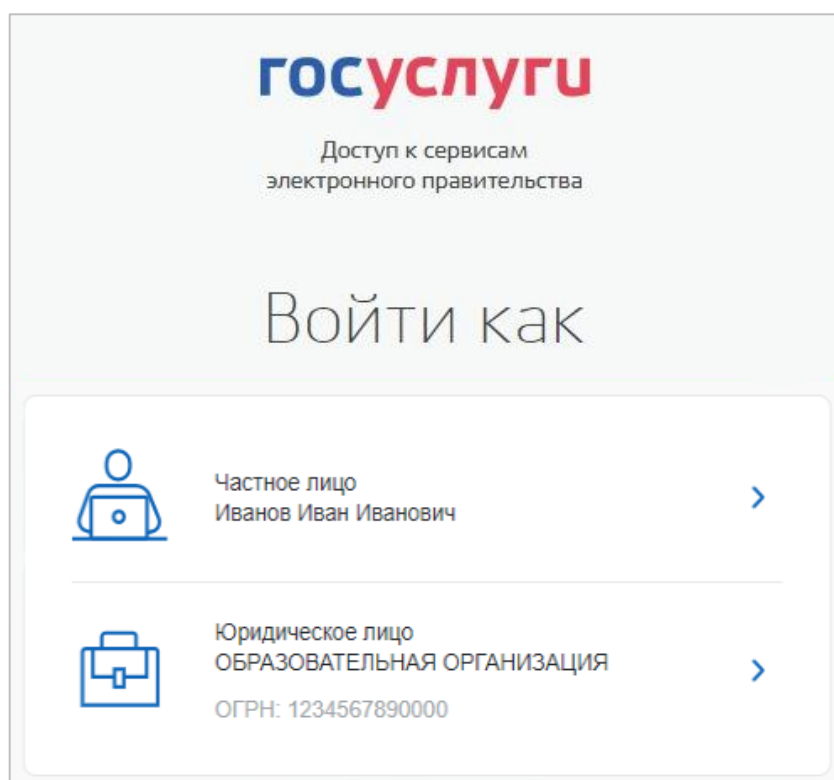 госуслуги
Доступ к сервисам
электронного правительства
Войти как
Частное лицо
Иванов Иван Иванович
Юридическое лицо
ОБРАЗОВАТЕЛЬНАЯ ОРГАНИЗАЦИЯ
ОГРН: 1234567890000